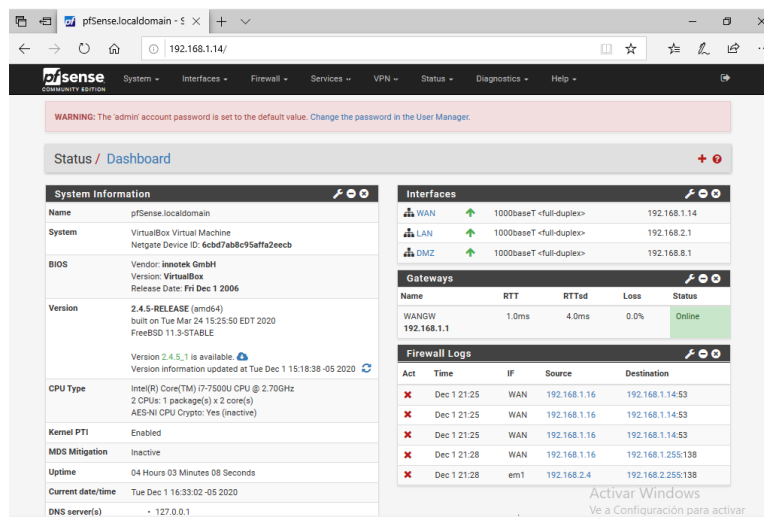 pfSense.localdomain - S
192.168.1.14/
pfsense
COMMUNITY EDITION
System
Interfaces
Firewall
Services
VPN
Status
Diagnostics
Help
WARNING: The 'admin' account password is set to the default value. Change the password in the User Manager.
Status / Dashboard
System Information
Name pfSense.localdomain
System VirtualBox Virtual Machine
Netgate Device ID: 6cbd7ab8c95affa2eecb
BIOS Vendor: innotek GmbH
Version: VirtualBox
Release Date: Fri Dec 1 2006
Version 2.4.5-RELEASE (amd64)
built on Tue Mar 24 15:25:50 EDT 2020
FreeBSD 11.3-STABLE
Version 2.4.5_1 is available.
Version information updated at Tue Dec 1 15:18:38 -05 2020
CPU Type Intel(R) Core(TM) i7-7500U CPU @ 2.70GHz
2 CPUs: 1 package(s) x 2 core(s)
AES-NI CPU Crypto: Yes (inactive)
Kernel PTI Enabled
MDS Mitigation Inactive
Uptime 04 Hours 03 Minutes 08 Seconds
Current date/time Tue Dec 1 16:33:02 -05 2020
DNS server(s) • 127.0.0.1
Interfaces
WAN 1000baseT <full-duplex> 192.168.1.14
LAN 1000baseT <full-duplex> 192.168.2.1
DMZ 1000baseT <full-duplex> 192.168.8.1
Gateways
Name RTT RTTsd Loss Status
WANGW 1.0ms 4.0ms 0.0% Online
192.168.1.1
Firewall Logs
Act Time IF Source Destination
Dec 1 21:25 WAN 192.168.1.16 192.168.1.14:53
Dec 1 21:25 WAN 192.168.1.16 192.168.1.14:53
Dec 1 21:25 WAN 192.168.1.16 192.168.1.14:53
Dec 1 21:28 WAN 192.168.1.16 192.168.1.255:138
Dec 1 21:28 em1 192.168.2.4 192.168.2.255:138
Activar Windows
Ve a Configuración para activar